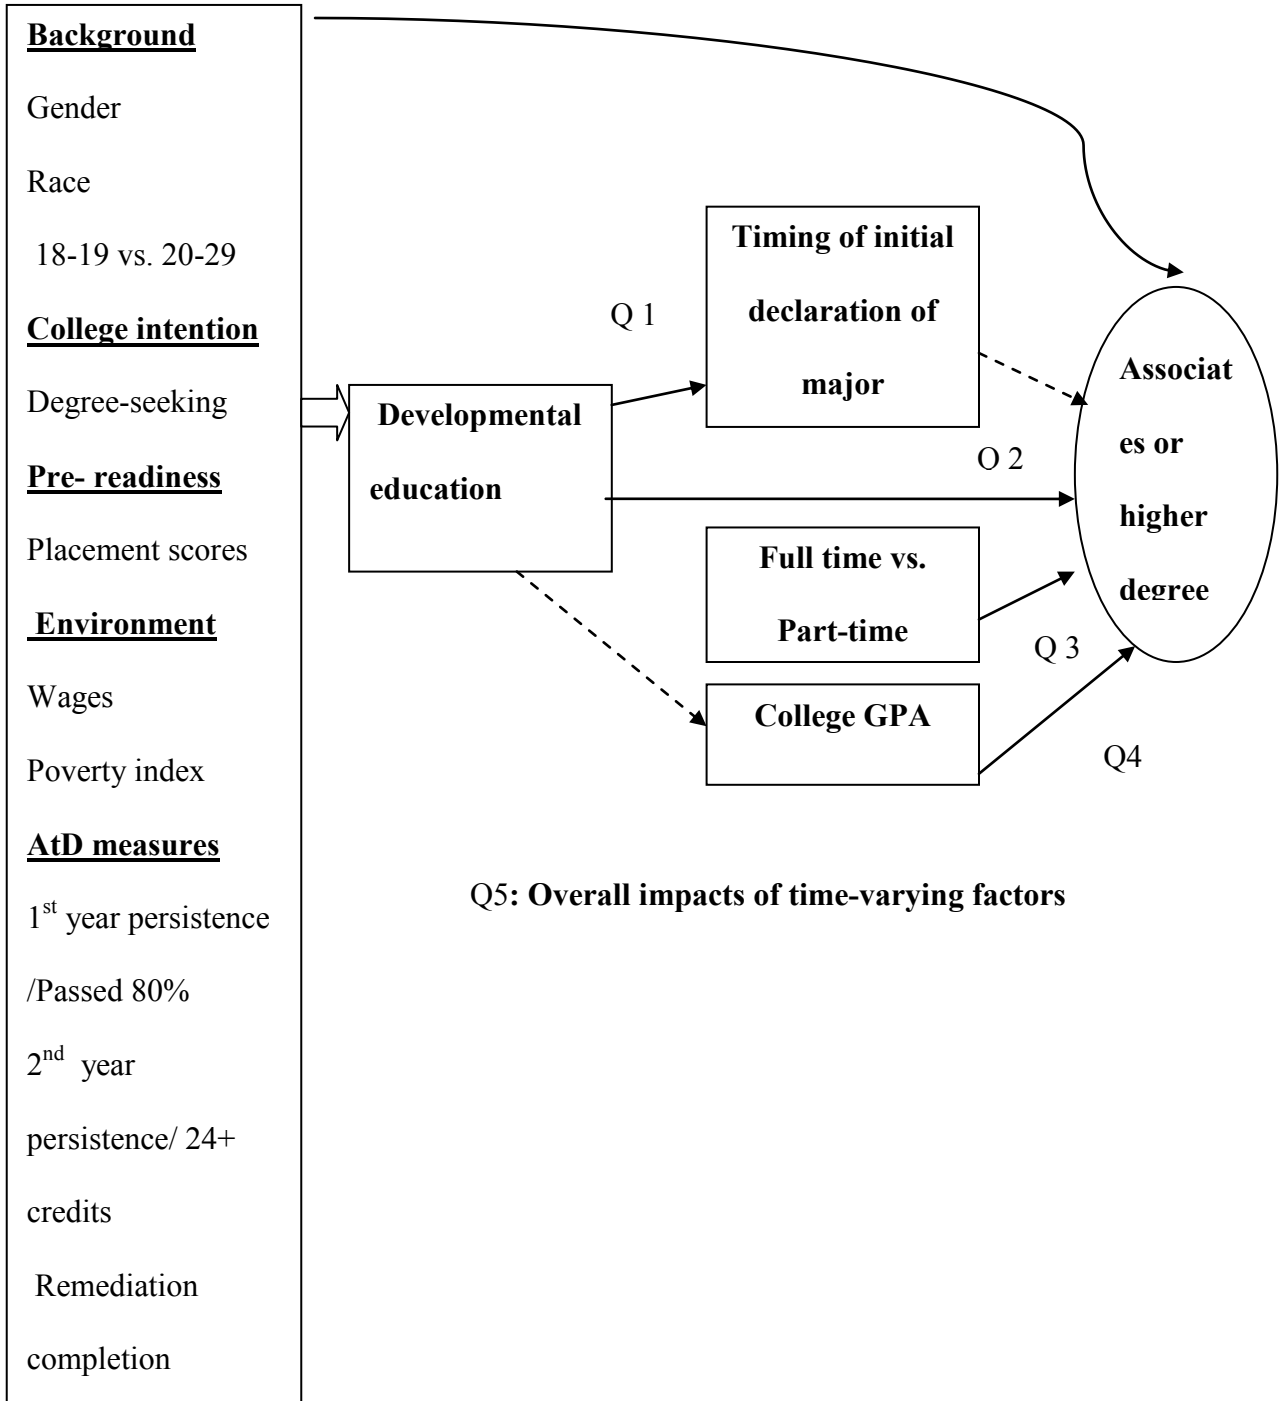 Background
Gender
Race
18-19 vs. 20-29
College intention
Degree-seeking
Pre- readiness
Placement scores
Environment
Wages
Poverty index
AtD measures
1st year persistence
/Passed 80%
2nd year
persistence/ 24+
credits
Remediation
completion
Developmental
education
Q 1
Timing of initial
declaration of
major
Q 2
Full time vs.
Part-time
Q 3
College GPA
Q4
Associat
es or
higher
degree
Q5: Overall impacts of time-varying factors